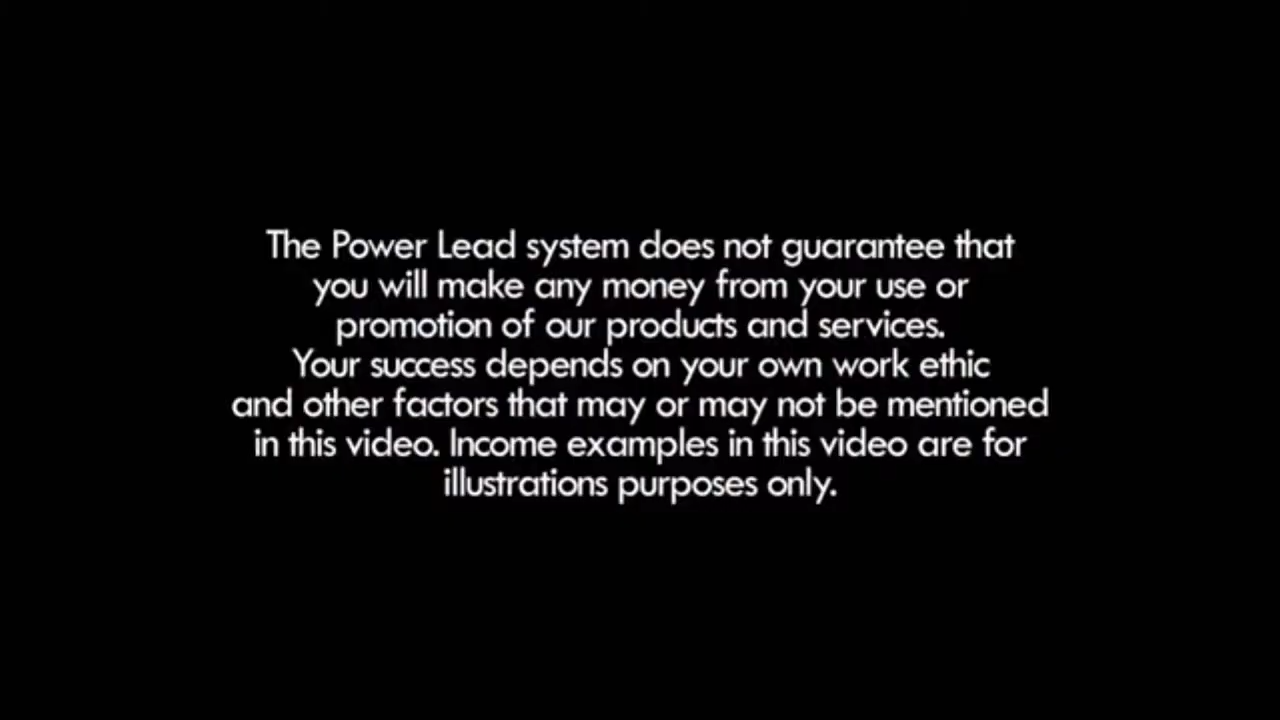 The Power Lead system does not guarantee that
you will make any money from your use or
promotion of our products and services.
Your success depends on your own work ethic
and other factors that may or may not be mentioned
in this video. Income examples in this video are for
illustrations purposes only.